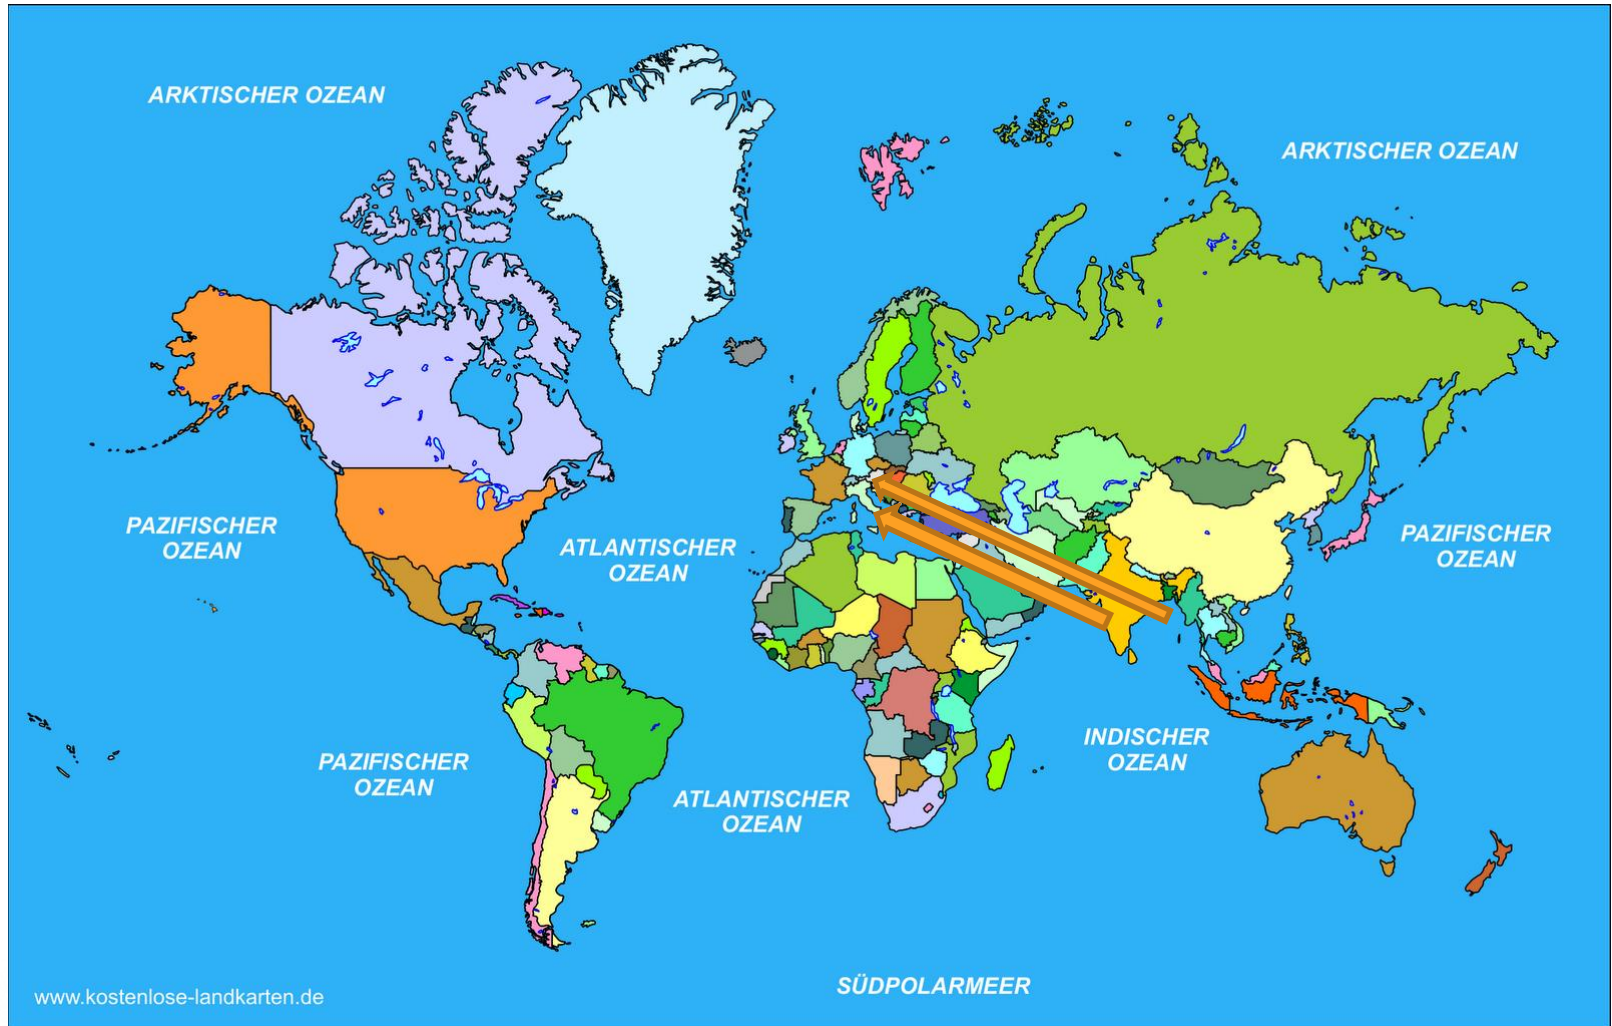 ARKTISCHER OZEAN
ARKTISCHER OZEAN
PAZIFISCHER
OZEAN
ATLANTISCHER
OZEAN
PAZIFISCHER
OZEAN
PAZIFISCHER
OZEAN
ATLANTISCHER
OZEAN
INDISCHER
OZEAN
SÜDPOLARMEER
www.kostenlose-landkarten.de